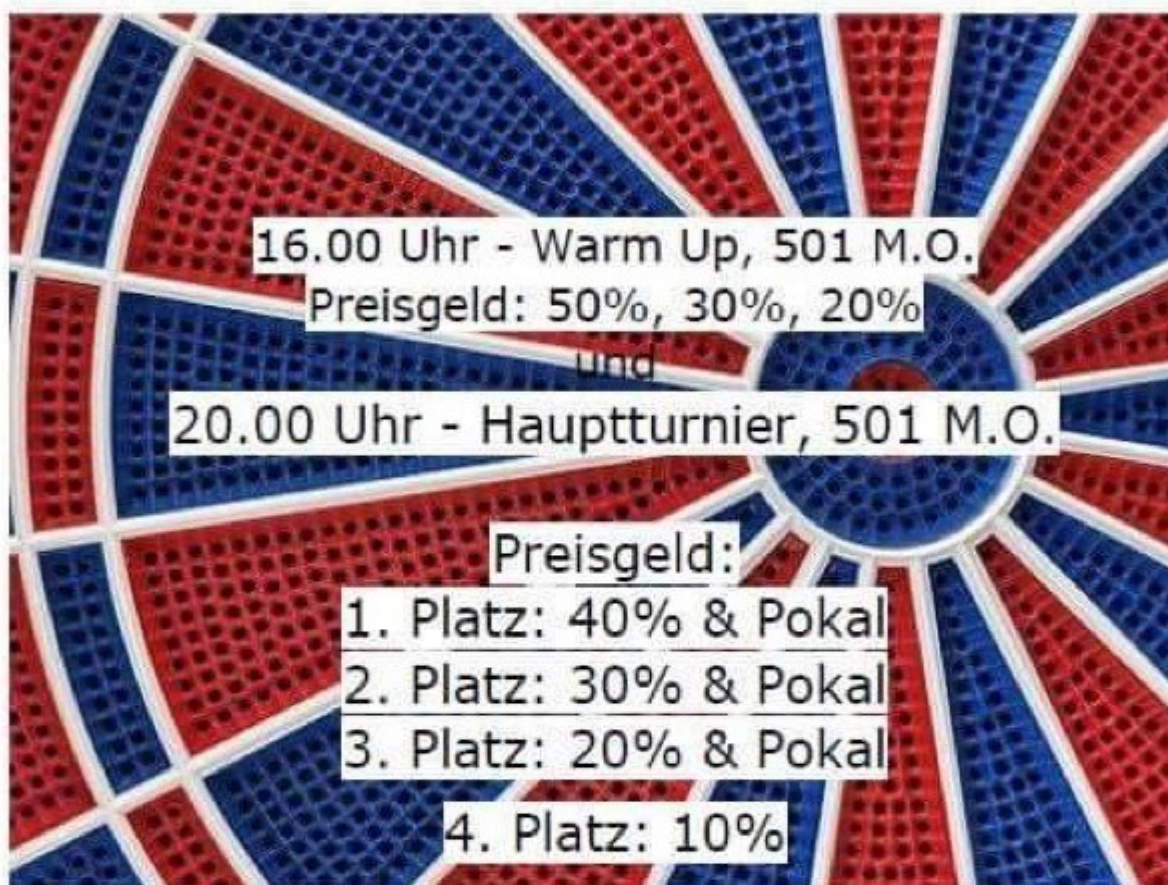 16.00 Uhr - Warm Up, 501 M.O.
Preisgeld: 50%, 30%, 20%
und
20.00 Uhr - Hauptturnier, 501 M.O.
Preisgeld:
1. Platz: 40% & Pokal
2. Platz: 30% & Pokal
3. Platz: 20% & Pokal
4. Platz: 10%